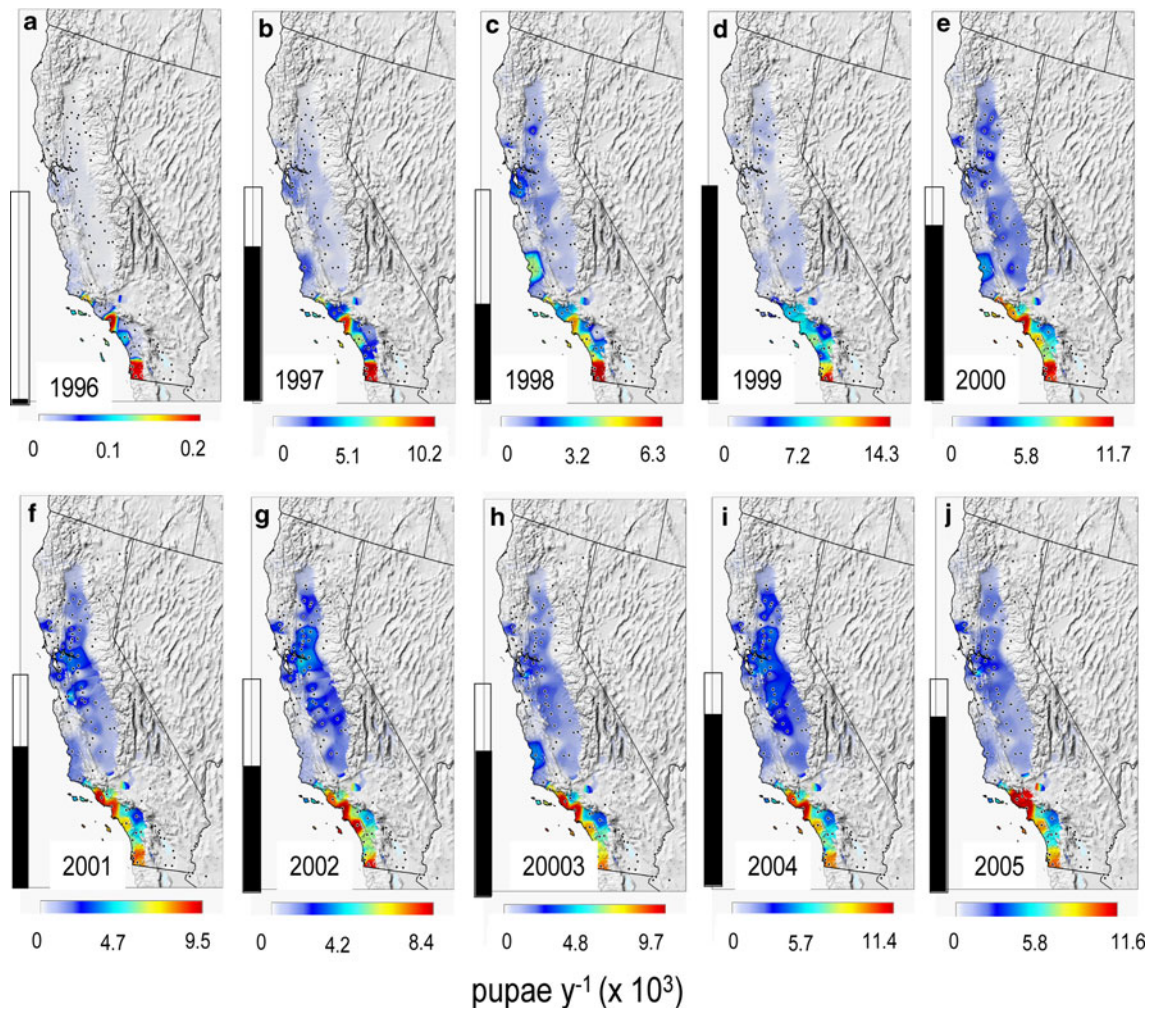 a b c d e
1996 1997 1998 1999 2000
0 0.1 0.2 0 5.1 10.2 0 3.2 6.3 0 7.2 14.3 0 5.8 11.7
f g h i j
2001 2002 20003 2004 2005
0 4.7 9.5 0 4.2 8.4 0 4.8 9.7 0 5.7 11.4 0 5.8 11.6
pupae y⁻¹ (x 10³)